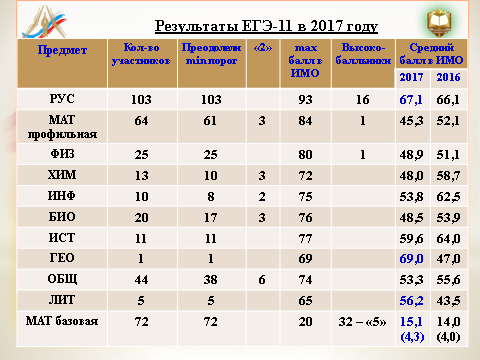 Результаты ЕГЭ-11 в 2017 году
Предмет Кол-во участников Преодолели min порог «2» max балл в ИМО Высоко-балльники Средний балл в ИМО
2017 2016
РУС 103 103 93 16 67,1 66,1
МАТ профильная 64 61 3 84 1 45,3 52,1
ФИЗ 25 25 80 1 48,9 51,1
ХИМ 13 10 3 72 48,0 58,7
ИНФ 10 8 2 75 53,8 62,5
БИО 20 17 3 76 48,5 53,9
ИСТ 11 11 77 59,6 64,0
ГЕО 1 1 69 69,0 47,0
ОБЩ 44 38 6 74 53,3 55,6
ЛИТ 5 5 65 56,2 43,5
МАТ базовая 72 72 20 32 – «5» 15,1 (4,3) 14,0 (4,0)